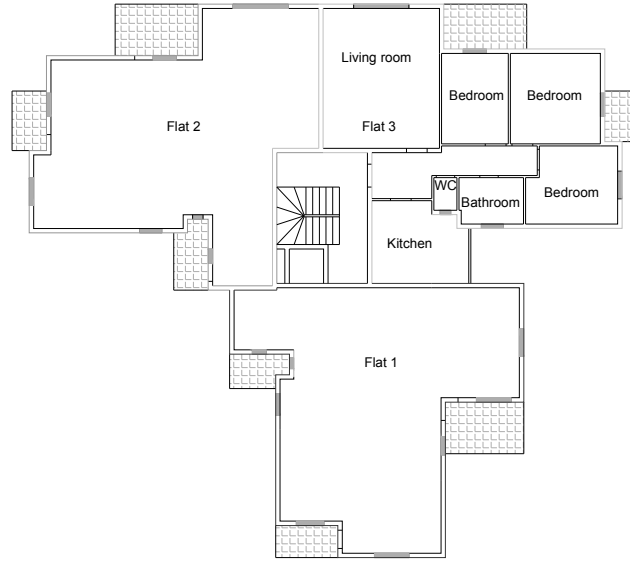 Living room
Bedroom
Bedroom
Flat 2
Flat 3
WC
Bedroom
Bathroom
Kitchen
Flat 1